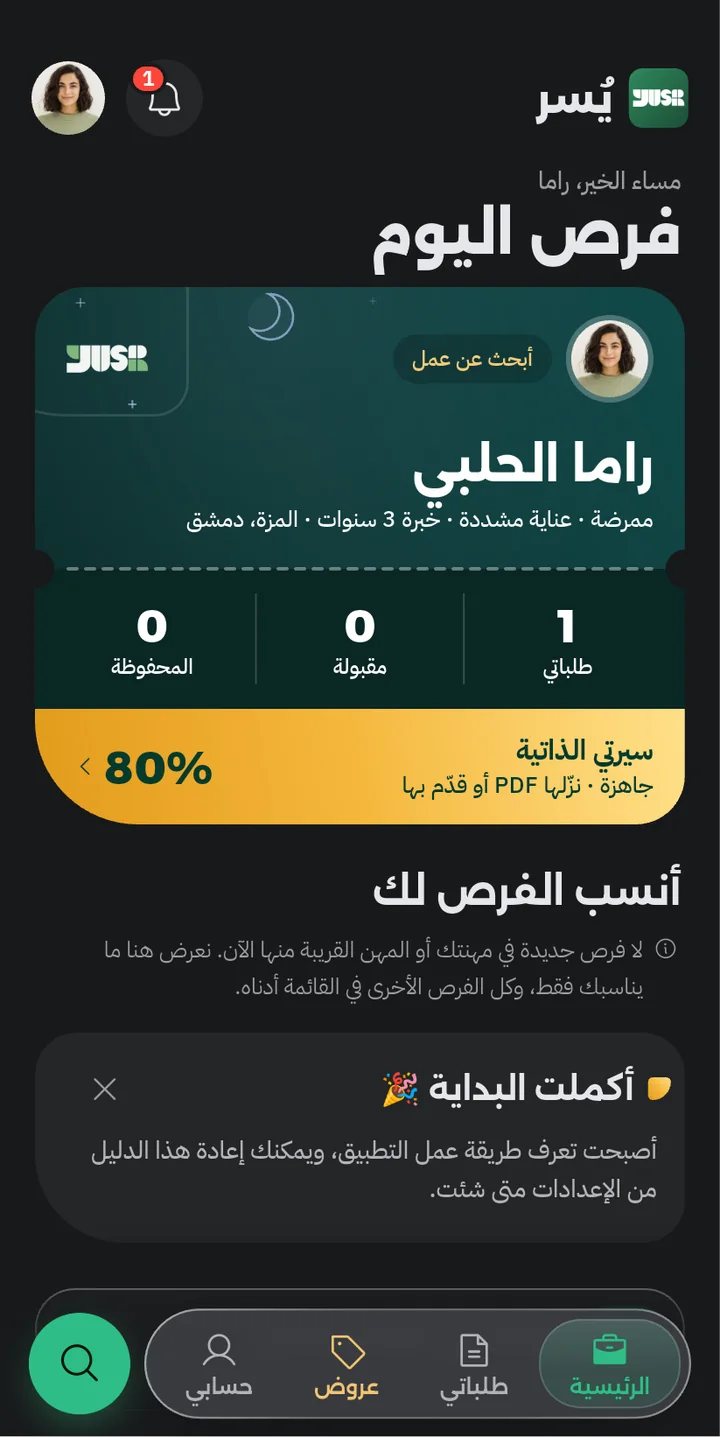 يُسر
YUSR
1
مساء الخير، راما
فرص اليوم
أبحث عن عمل
YUSR
راما الحلبي
ممرضة · عناية مشددة · خبرة 3 سنوات · المزة، دمشق
1
طلباتي
0
مقبولة
0
المحفوظة
سيرتي الذاتية
جاهزة · نزّلها PDF أو قدّم بها
80%
أنسب الفرص لك
لا فرص جديدة في مهنتك أو المهن القريبة منها الآن. نعرض هنا ما
يناسبك فقط، وكل الفرص الأخرى في القائمة أدناه.
أكملت البداية 🎉
أصبحت تعرف طريقة عمل التطبيق، ويمكنك إعادة هذا الدليل
من الإعدادات متى شئت.
الرئيسية
طلباتي
عروض
حسابي